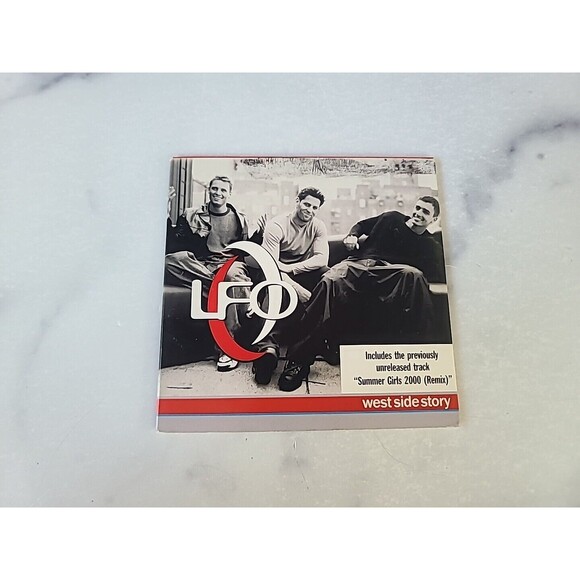 LFO
Includes the previously
unreleased track
"Summer Girls 2000 (Remix)"
west side story